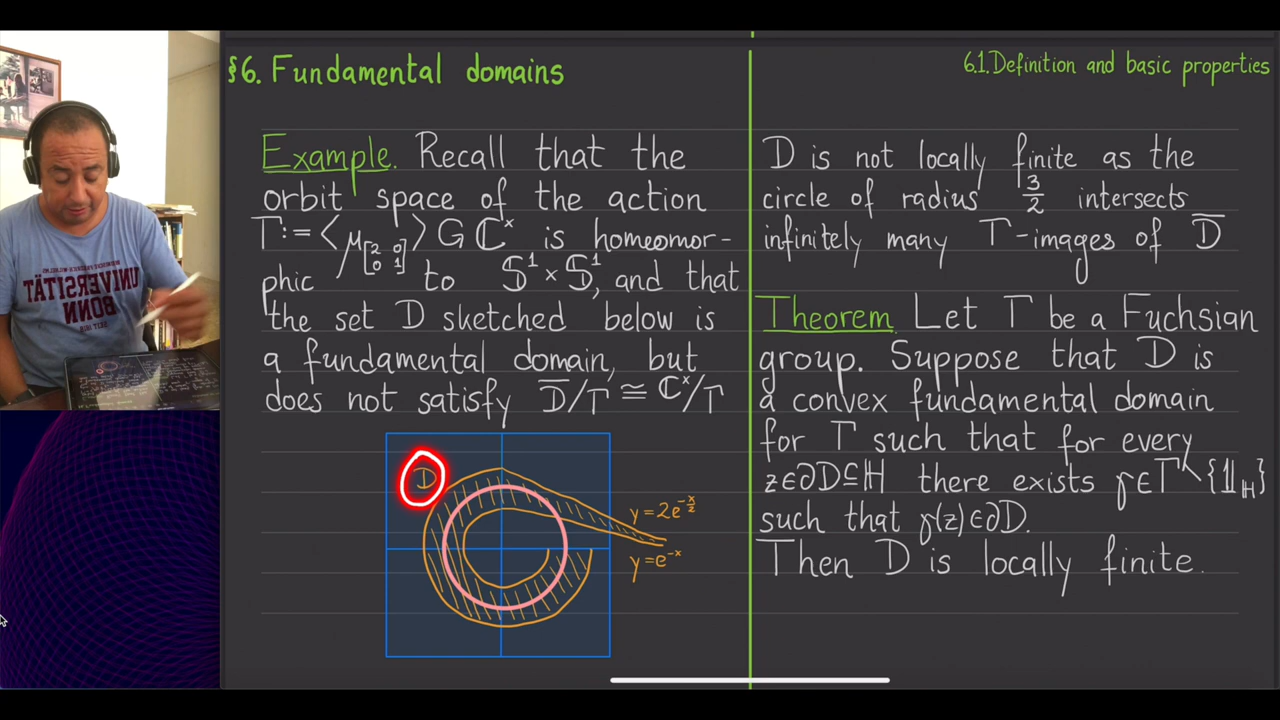 §6. Fundamental domains
6.1. Definition and basic properties
Example. Recall that the
orbit space of the action
Γ := ⟨μ[2 0 0 1]⟩ G ℂ^× is homeomor-
phic to 𝕊¹×𝕊¹, and that
the set D sketched below is
a fundamental domain, but
does not satisfy D̅/Γ ≅ ℂ^×/Γ
D
y=2e^{-x/2}
y=e^{-x}
D is not locally finite as the
circle of radius 3/2 intersects
infinitely many Γ-images of D̅
Theorem. Let Γ be a Fuchsian
group. Suppose that D is
a convex fundamental domain
for Γ such that for every
z∈∂D⊆ℍ there exists γ∈Γ∖{𝟙_ℍ}
such that γ(z)∈∂D.
Then D is locally finite.
UNIVERSITÄT
BONN